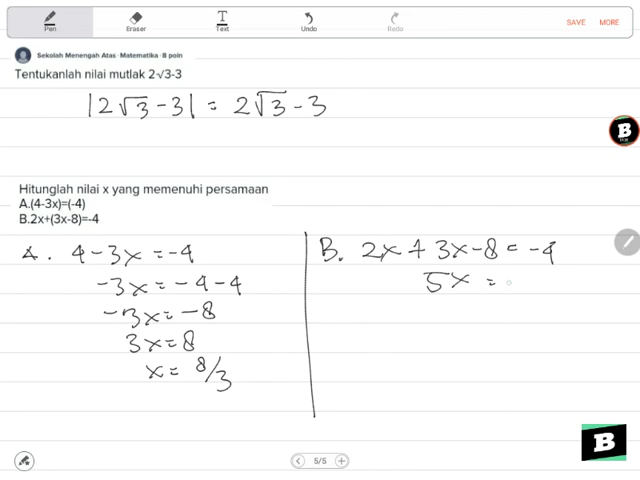 Pen Eraser Text Undo Redo SAVE MORE
Sekolah Menengah Atas · Matematika · 8 poin
Tentukanlah nilai mutlak 2√3-3
|2√3 - 3| = 2√3 - 3
B
Hitunglah nilai x yang memenuhi persamaan
A.(4-3x)=(-4)
B.2x+(3x-8)=-4
A. 4 - 3x = -4
-3x = -4 - 4
-3x = -8
3x = 8
x = 8/3
B. 2x + 3x - 8 = -4
5x =
B
5/5